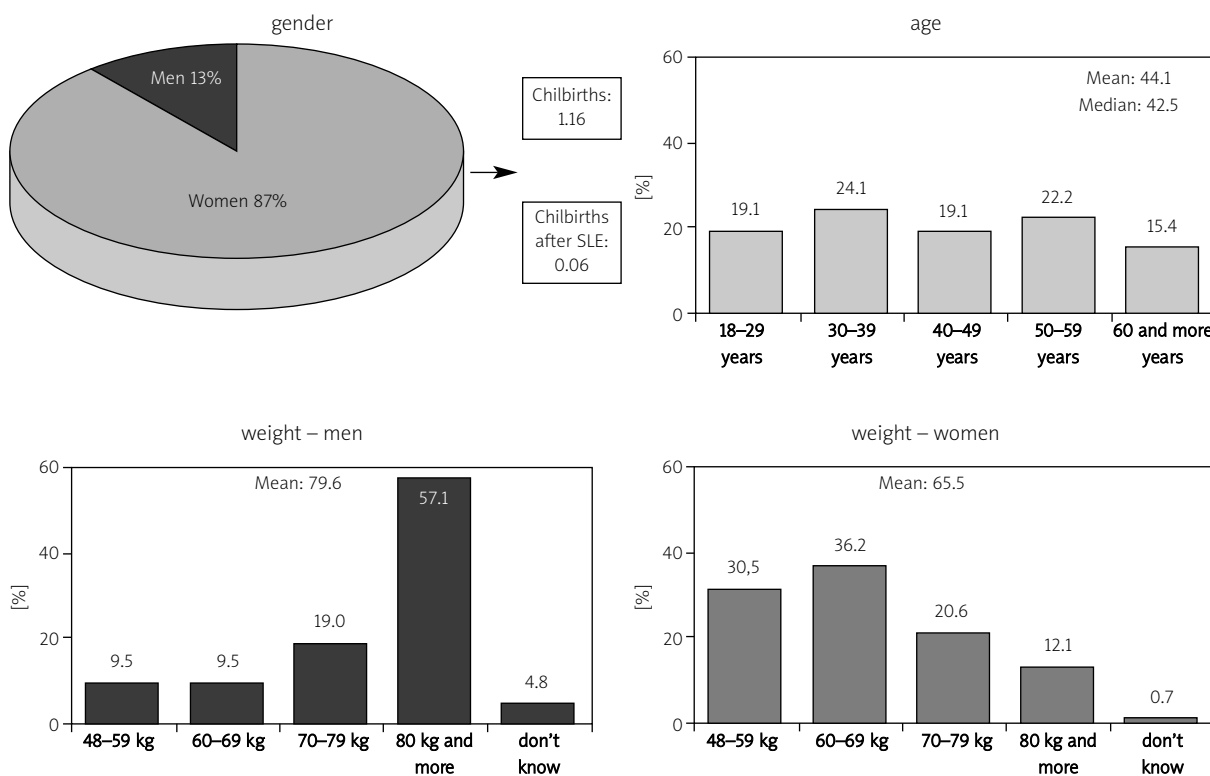 gender
Men 13%
Women 87%
Chilbirths:
1.16
Chilbirths
after SLE:
0.06
age
Mean: 44.1
Median: 42.5
[%]
60
40
20
0
19.1
24.1
19.1
22.2
15.4
18–29 years
30–39 years
40–49 years
50–59 years
60 and more years
weight – men
Mean: 79.6
[%]
60
40
20
0
9.5
9.5
19.0
57.1
4.8
48–59 kg
60–69 kg
70–79 kg
80 kg and more
don't know
weight – women
Mean: 65.5
[%]
60
40
20
0
30,5
36.2
20.6
12.1
0.7
48–59 kg
60–69 kg
70–79 kg
80 kg and more
don't know